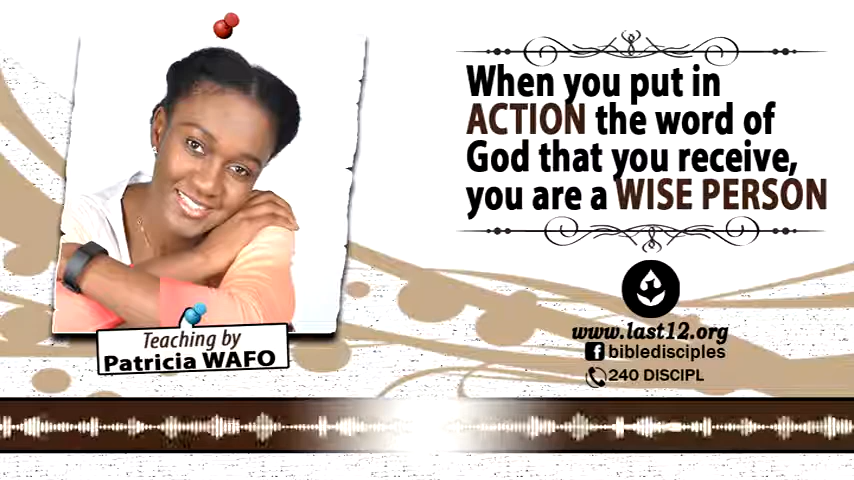 When you put in
ACTION the word of
God that you receive,
you are a WISE PERSON
www.last12.org
f bibledisciples
240 DISCIPL
Teaching by
Patricia WAFO